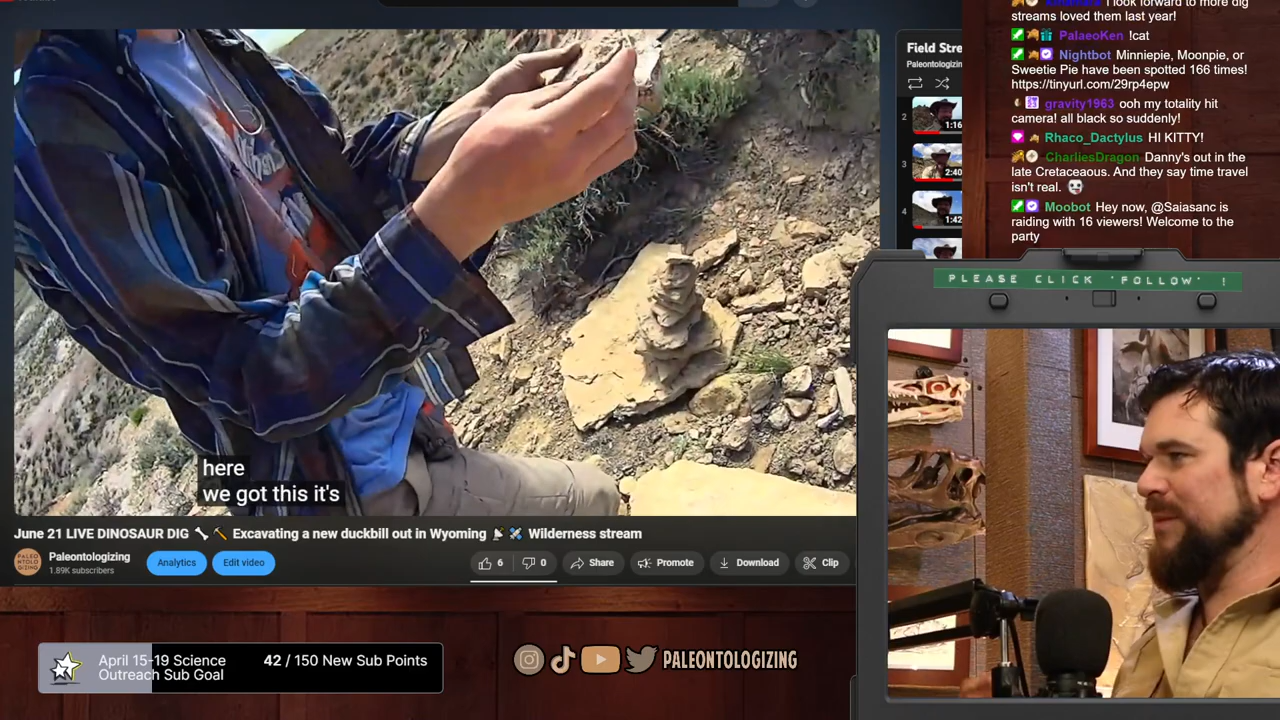 Field Stre
Paleontologizin
2
1:16
3
2:40
4
1:42
here
we got this it's
June 21 LIVE DINOSAUR DIG 🦴 ⛏️ Excavating a new duckbill out in Wyoming 📡 🛰️ Wilderness stream
PALEO
NTOLO
GIZING
Paleontologizing
1.89K subscribers
Analytics
Edit video
6
0
Share
Promote
Download
Clip
I look forward to more dig
streams loved them last year!
PalaeoKen !cat
Nightbot Minniepie, Moonpie, or
Sweetie Pie have been spotted 166 times!
https://tinyurl.com/29rp4epw
gravity1963 ooh my totality hit
camera! all black so suddenly!
Rhaco_Dactylus HI KITTY!
CharliesDragon Danny's out in the
late Cretaceaous. And they say time travel
isn't real.
Moobot Hey now, @Saiasanc is
raiding with 16 viewers! Welcome to the
party
PLEASE CLICK "FOLLOW" !
April 15-19 Science
Outreach Sub Goal
42 / 150 New Sub Points
PALEONTOLOGIZING